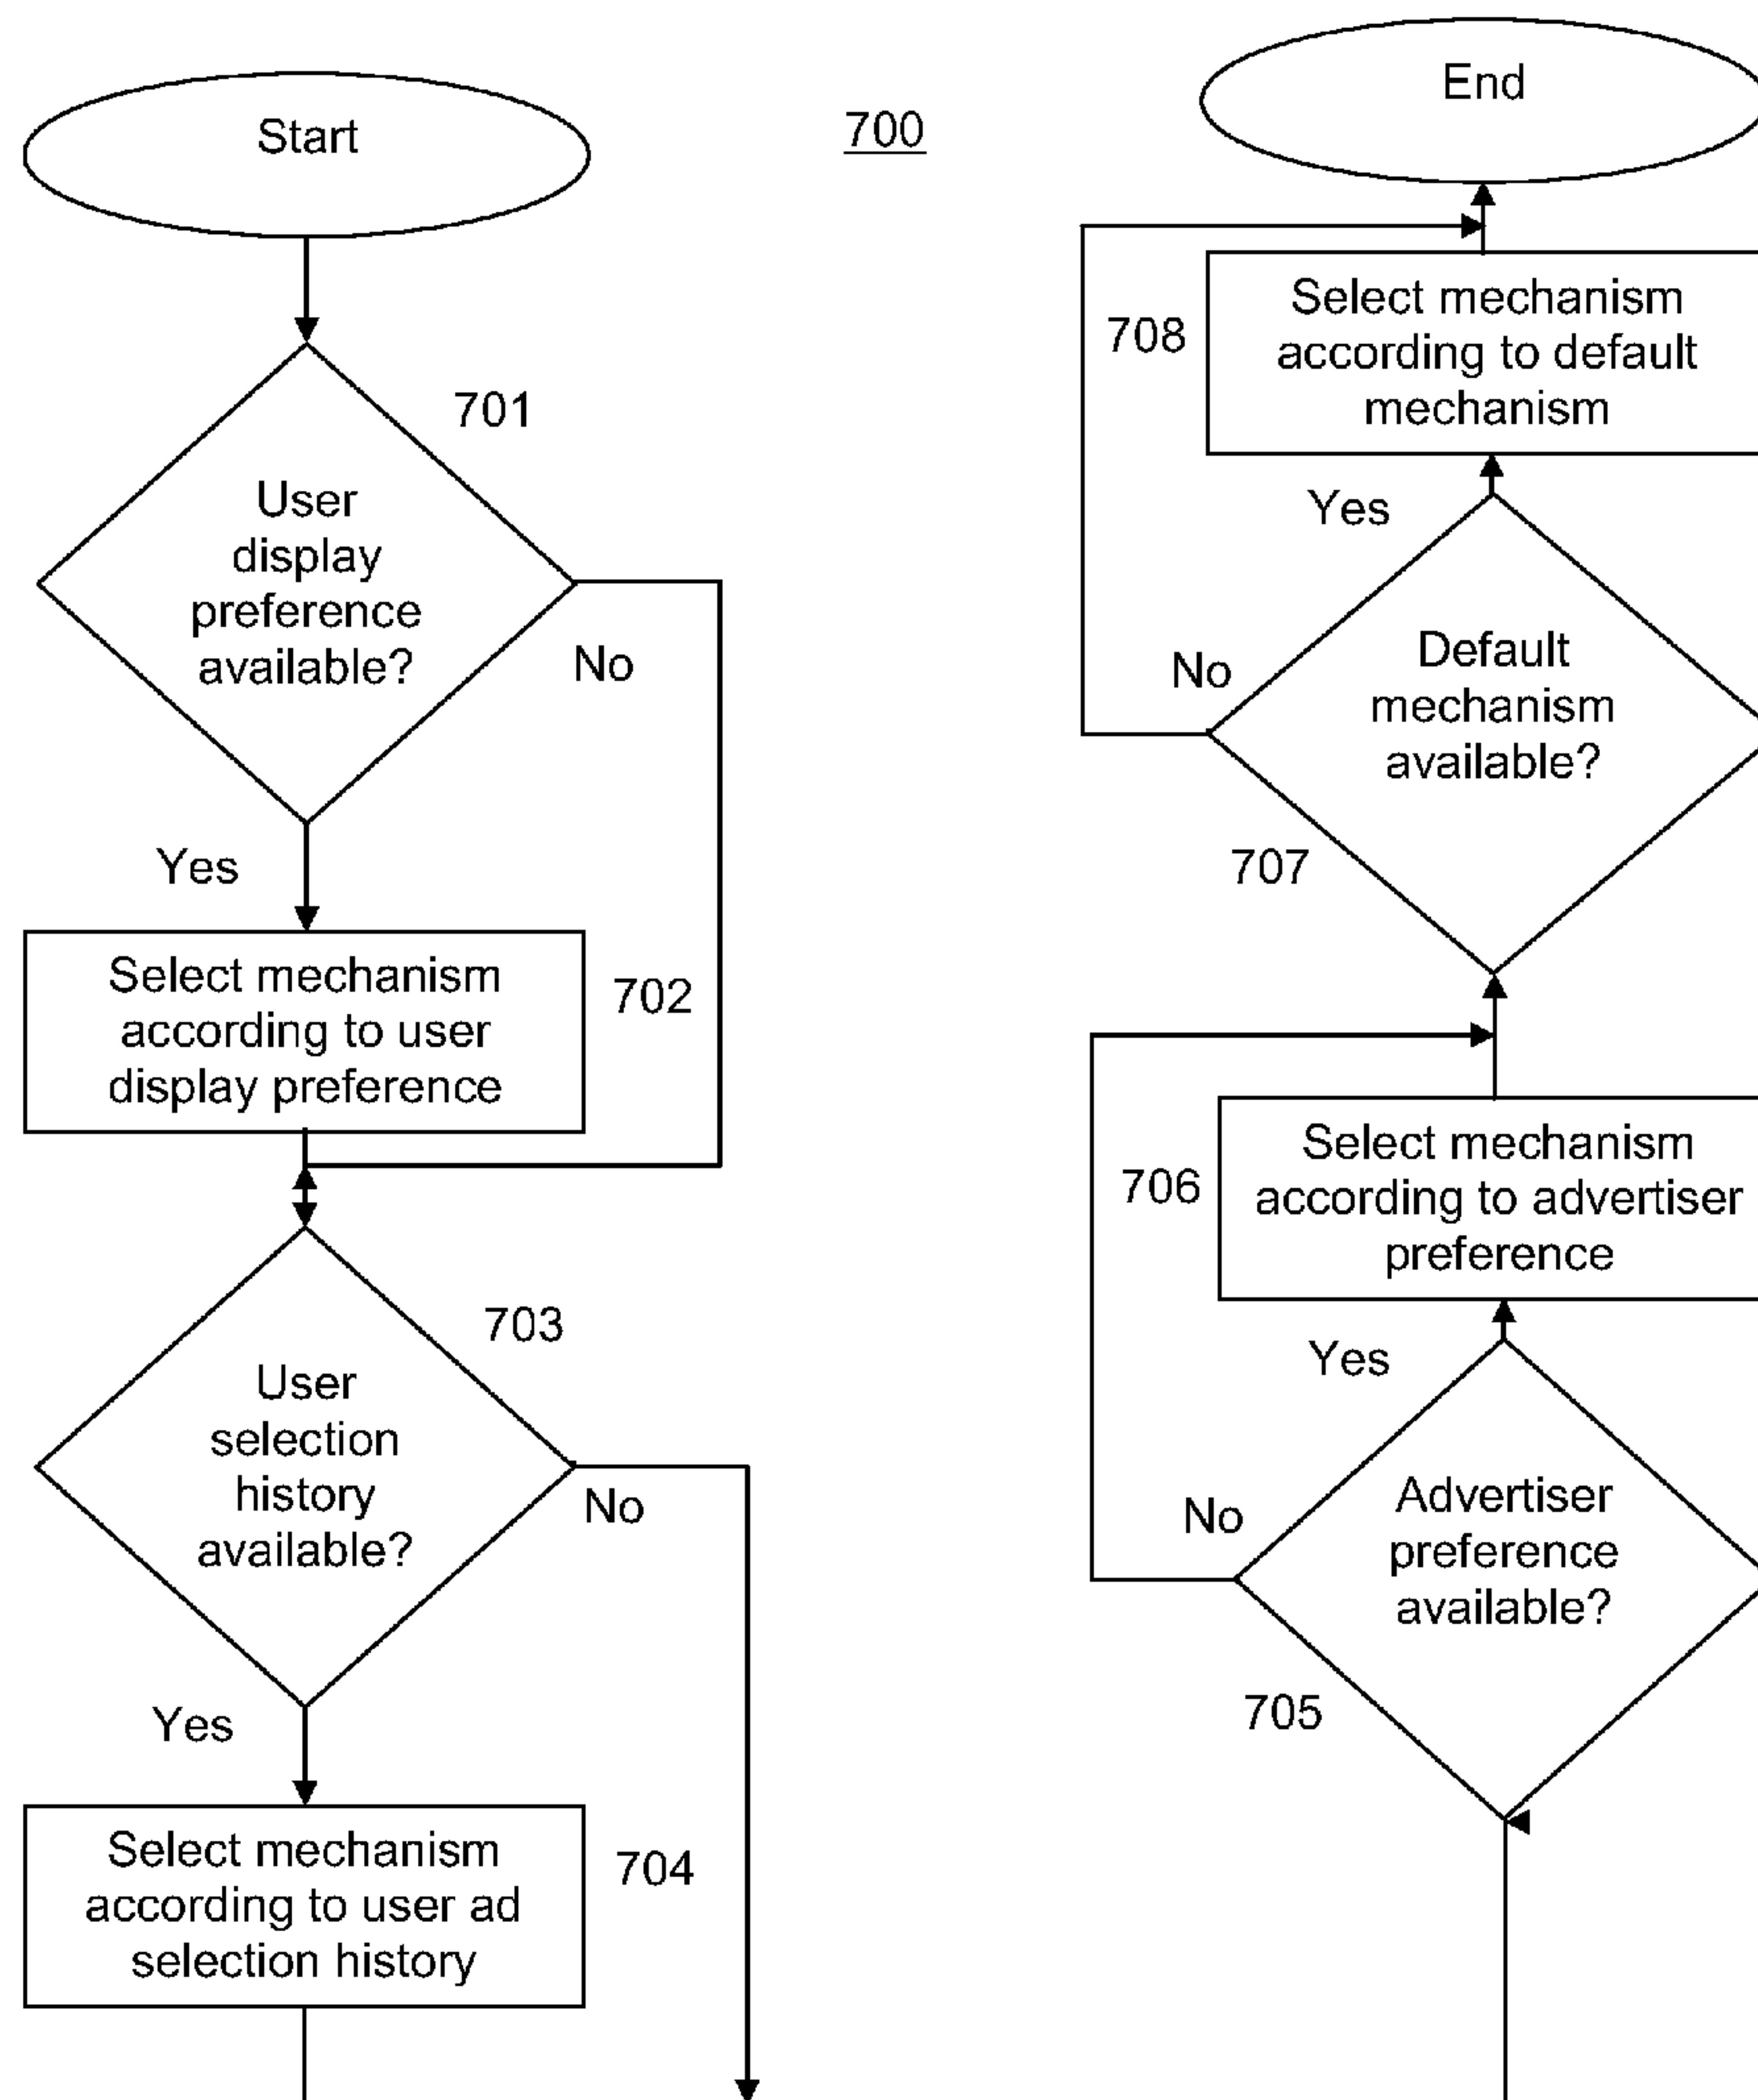 Start
700
701
User
display
preference
available?
No
Yes
Select mechanism
according to user
display preference
702
703
User
selection
history
available?
No
Yes
Select mechanism
according to user ad
selection history
704
End
708
Select mechanism
according to default
mechanism
Yes
No
Default
mechanism
available?
707
706
Select mechanism
according to advertiser
preference
Yes
No
Advertiser
preference
available?
705